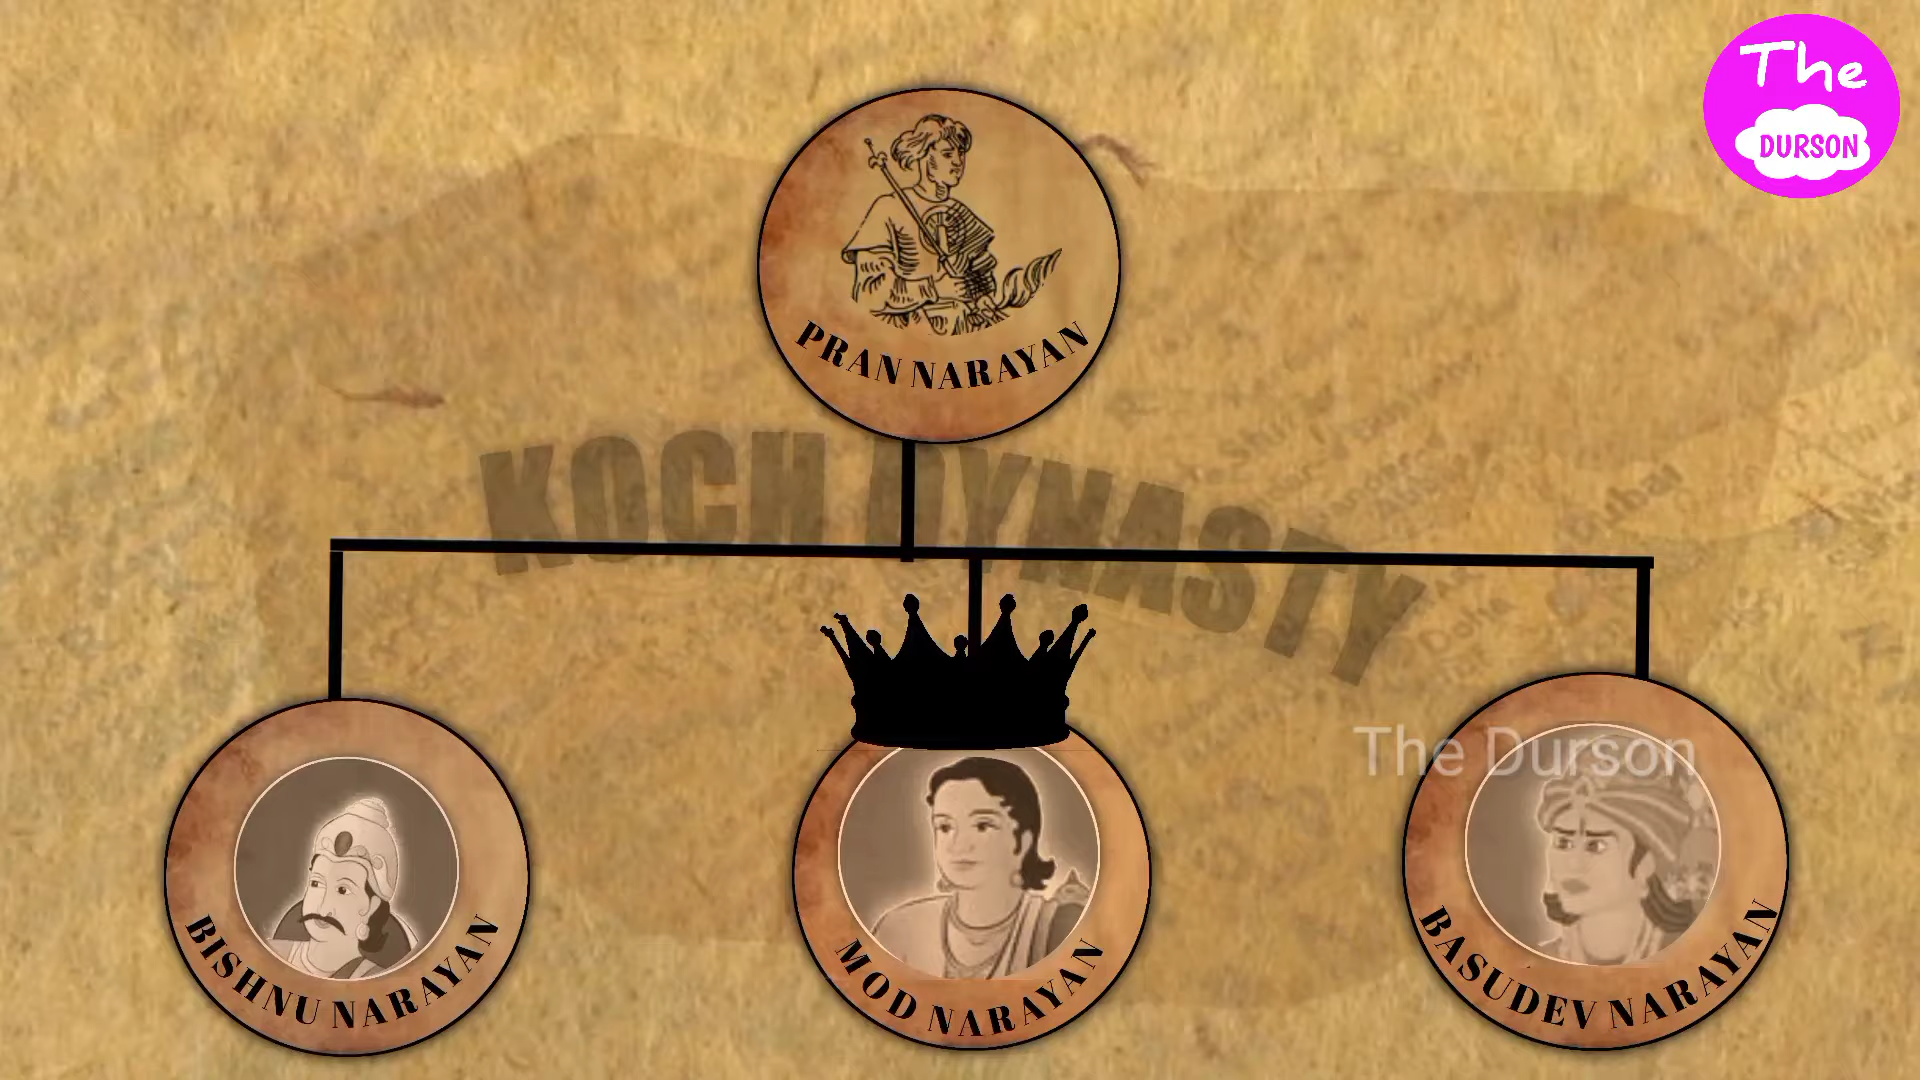 The
DURSON
PRAN NARAYAN
KOCH DYNASTY
The Durson
BISHNU NARAYAN
MOD NARAYAN
BASUDEV NARAYAN